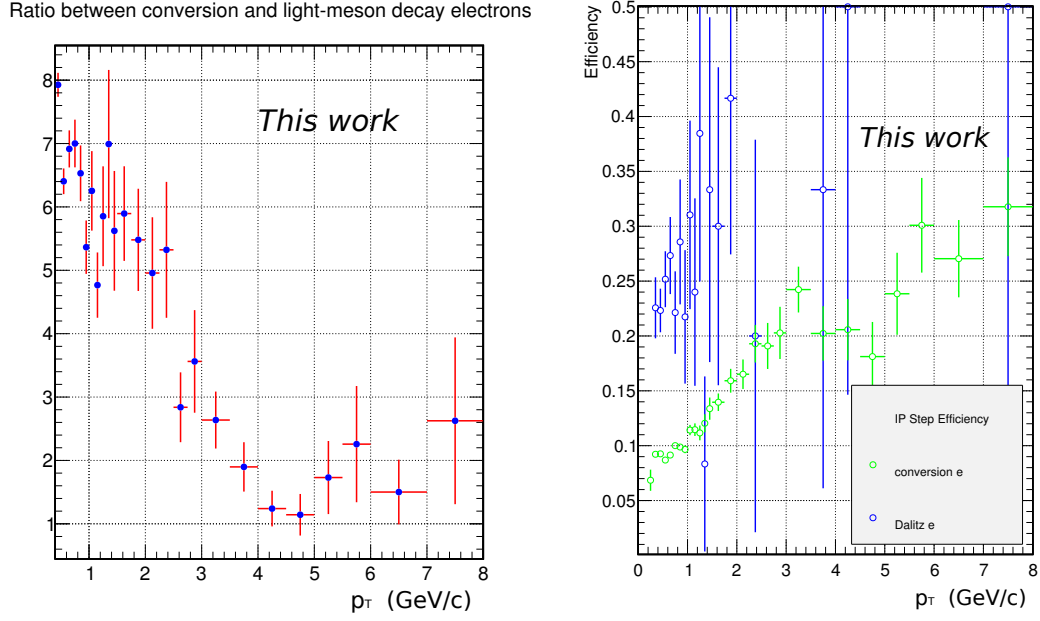 Ratio between conversion and light-meson decay electrons
This work
8
7
6
5
4
3
2
1
1 2 3 4 5 6 7 8
pT (GeV/c)
Efficiency
0.5
0.45
0.4
0.35
0.3
0.25
0.2
0.15
0.1
0.05
This work
IP Step Efficiency
conversion e
Dalitz e
0 1 2 3 4 5 6 7 8
pT (GeV/c)